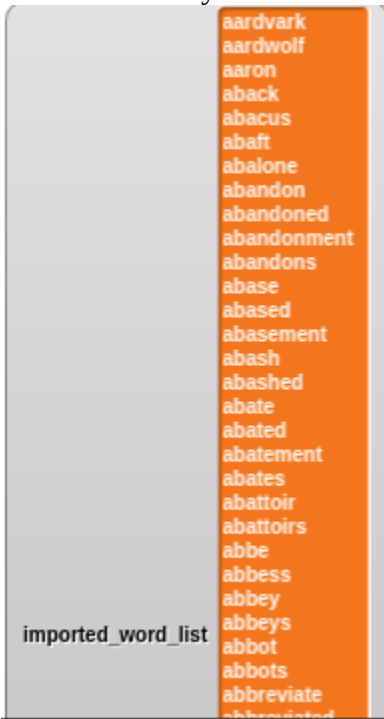 aardvark
aardwolf
aaron
aback
abacus
abaft
abalone
abandon
abandoned
abandonment
abandons
abase
abased
abasement
abash
abashed
abate
abated
abatement
abates
abattoir
abattoirs
abbe
abbess
abbey
abbeys
imported_word_list
abbot
abbots
abbreviate
abbreviated